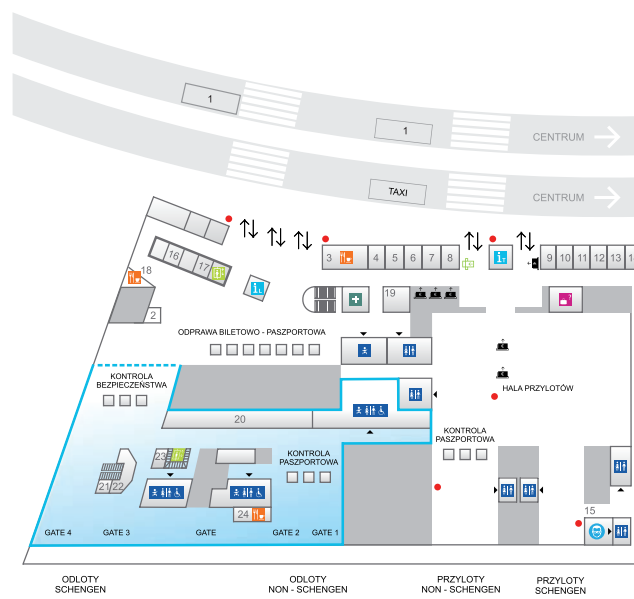 1
1
CENTRUM
TAXI
CENTRUM
3
4
5
6
7
8
9
10
11
12
13
16
17
18
2
19
ODPRAWA BILETOWO - PASZPORTOWA
KONTROLA
BEZPIECZEŃSTWA
HALA PRZYLOTÓW
20
KONTROLA
PASZPORTOWA
23
KONTROLA
PASZPORTOWA
21
22
24
15
GATE 4
GATE 3
GATE
GATE 2
GATE 1
ODLOTY
SCHENGEN
ODLOTY
NON - SCHENGEN
PRZYLOTY
NON - SCHENGEN
PRZYLOTY
SCHENGEN